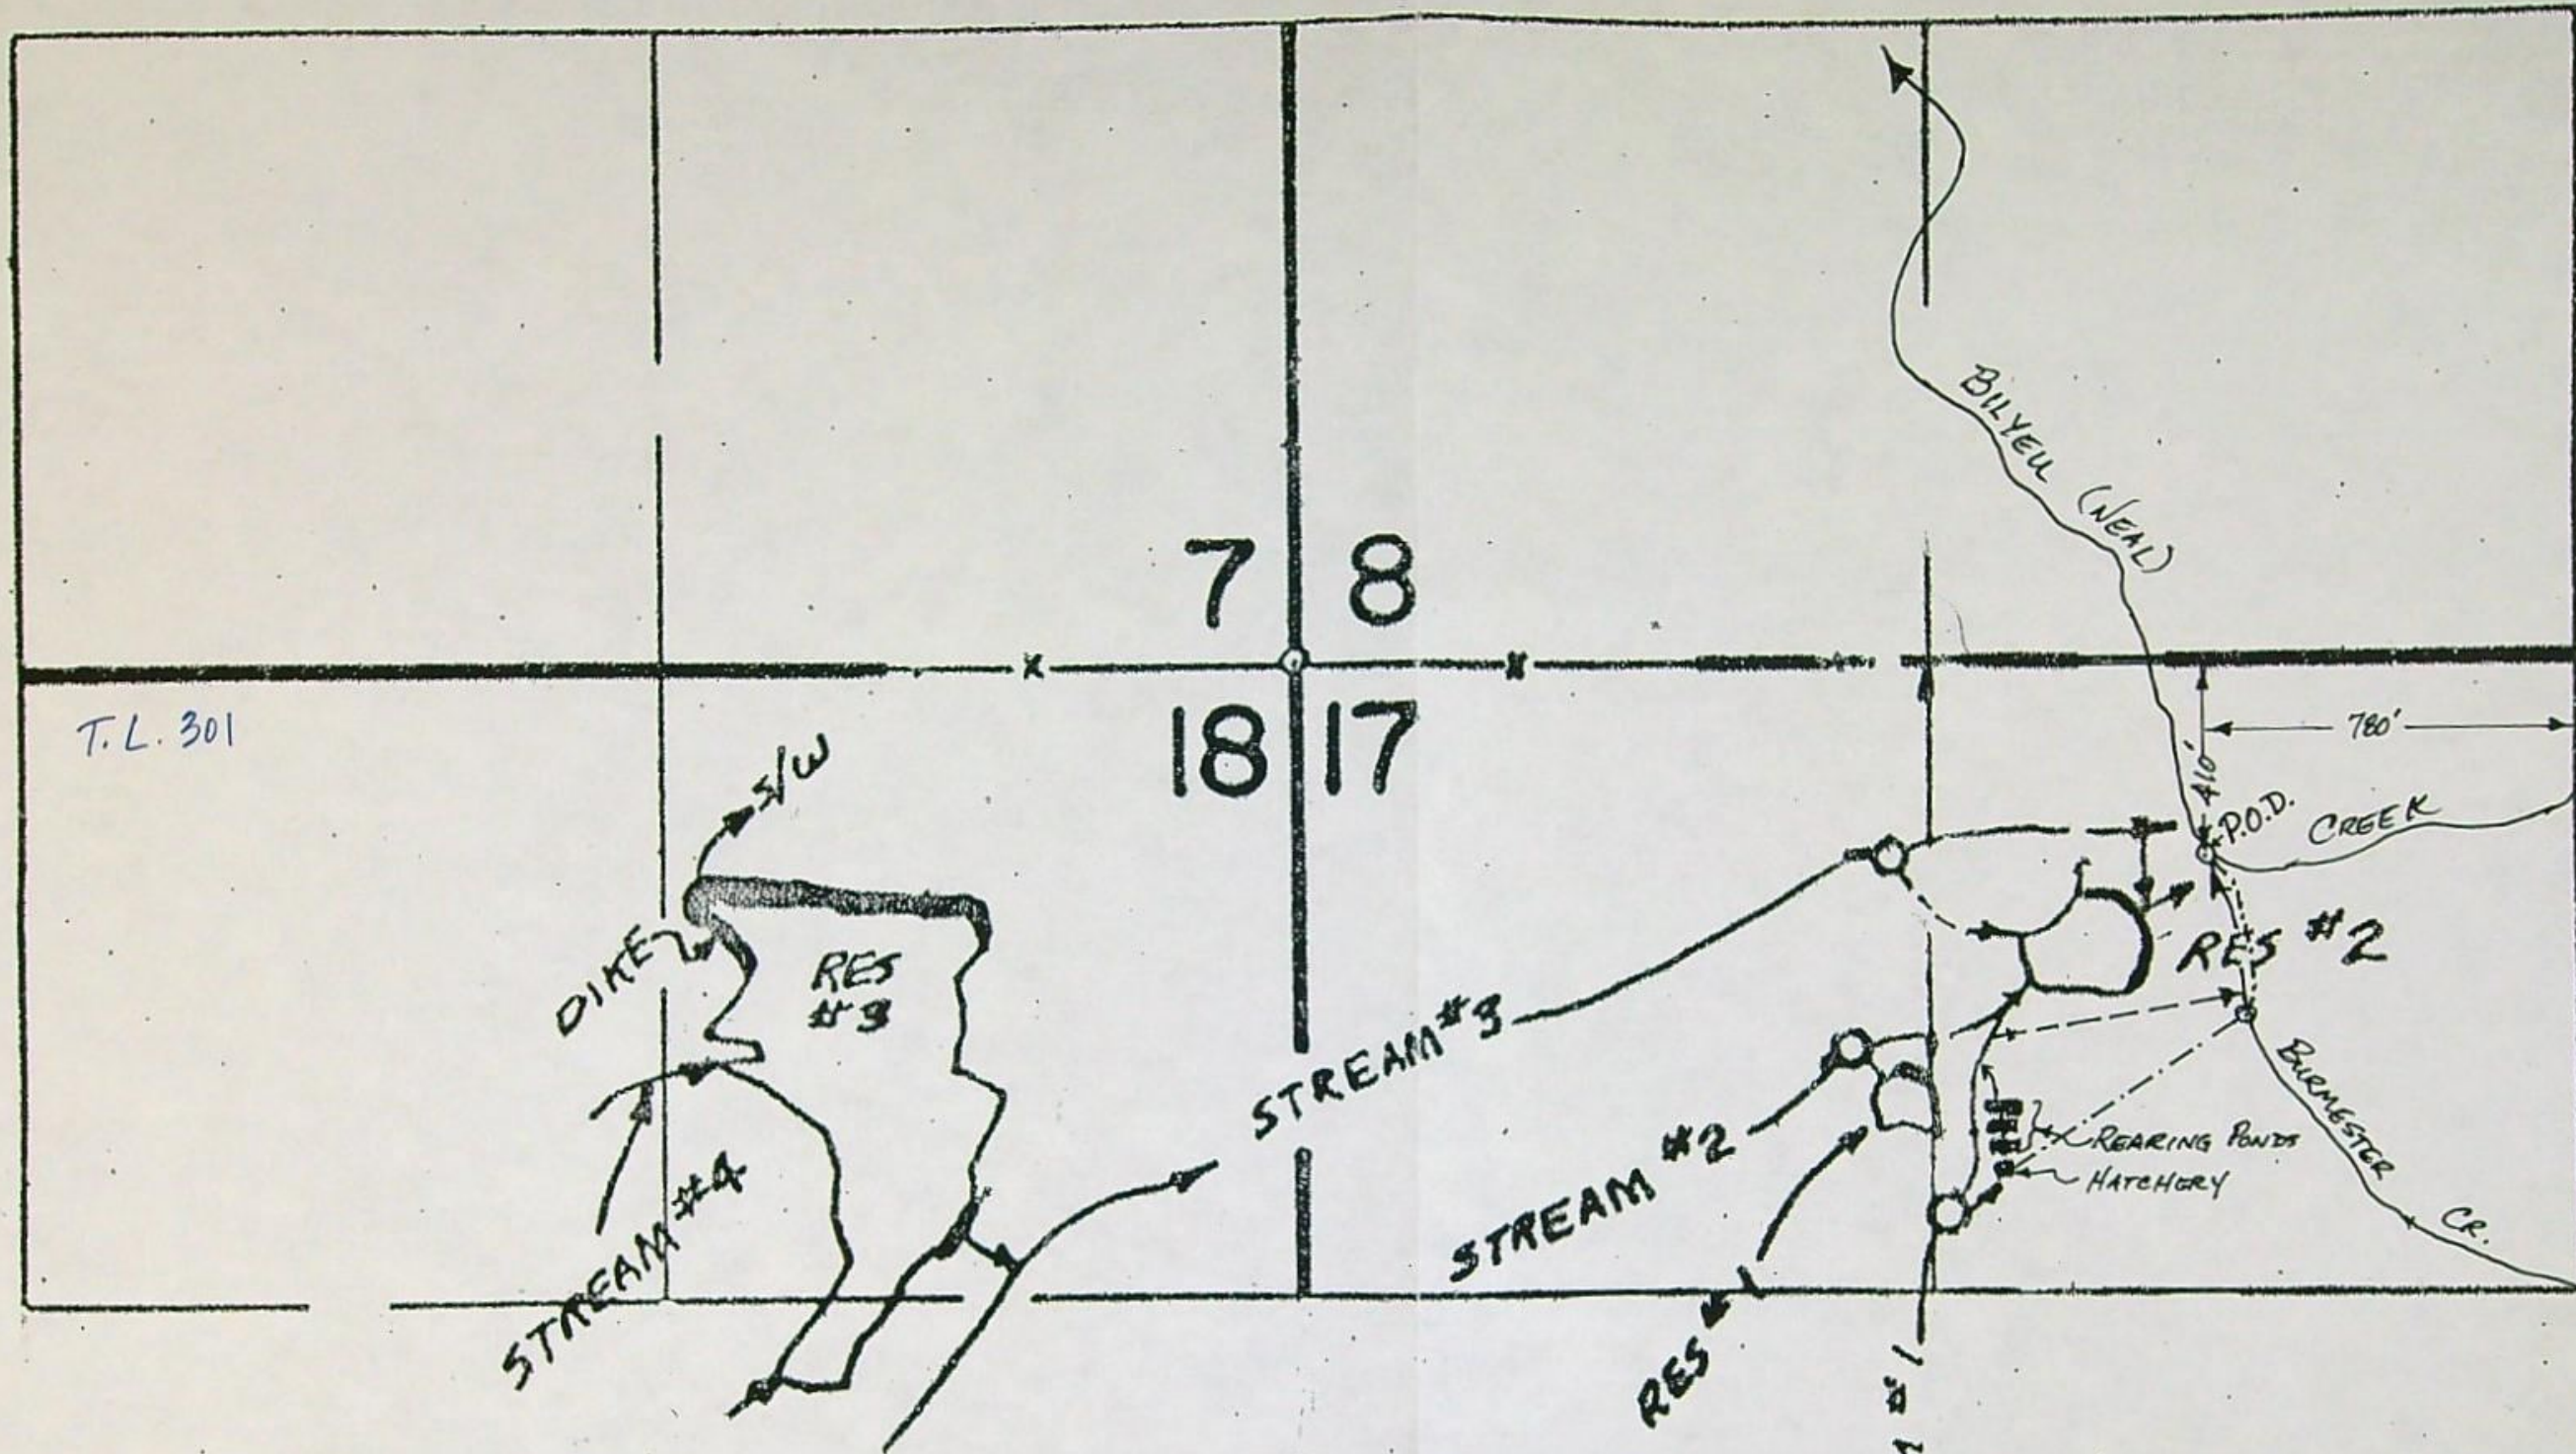 BILYEU (NEAL)
7
8
18
17
T.L. 301
780'
410'
S/W
P.O.D.
CREEK
DIKE
RES
#3
RES #2
STREAM #3
STREAM #2
BURMESTER
CR.
REARING PONDS
HATCHERY
STREAM #4
RES
1
# 1